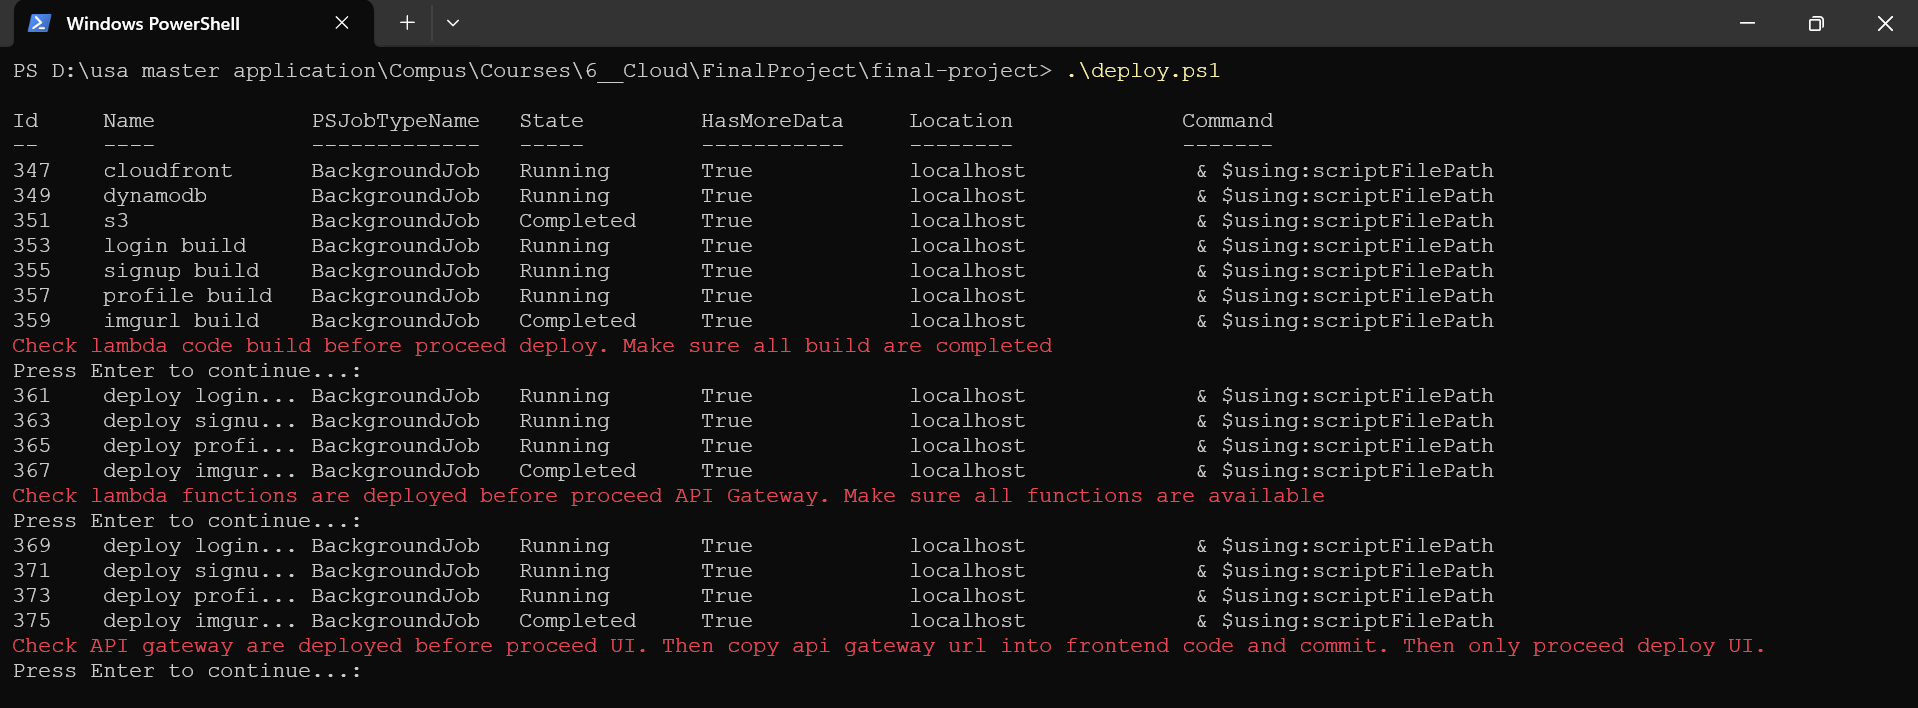 Windows PowerShell
PS D:\usa master application\Compus\Courses\6__Cloud\FinalProject\final-project> .\deploy.ps1
Id     Name            PSJobTypeName   State         HasMoreData     Location             Command
--     ----            -------------   -----         -----------     --------             -------
347    cloudfront      BackgroundJob   Running       True            localhost             & $using:scriptFilePath
349    dynamodb        BackgroundJob   Running       True            localhost             & $using:scriptFilePath
351    s3              BackgroundJob   Completed     True            localhost             & $using:scriptFilePath
353    login build     BackgroundJob   Running       True            localhost             & $using:scriptFilePath
355    signup build    BackgroundJob   Running       True            localhost             & $using:scriptFilePath
357    profile build   BackgroundJob   Running       True            localhost             & $using:scriptFilePath
359    imgurl build    BackgroundJob   Completed     True            localhost             & $using:scriptFilePath
Check lambda code build before proceed deploy. Make sure all build are completed
Press Enter to continue...:
361    deploy login... BackgroundJob   Running       True            localhost             & $using:scriptFilePath
363    deploy signu... BackgroundJob   Running       True            localhost             & $using:scriptFilePath
365    deploy profi... BackgroundJob   Running       True            localhost             & $using:scriptFilePath
367    deploy imgur... BackgroundJob   Completed     True            localhost             & $using:scriptFilePath
Check lambda functions are deployed before proceed API Gateway. Make sure all functions are available
Press Enter to continue...:
369    deploy login... BackgroundJob   Running       True            localhost             & $using:scriptFilePath
371    deploy signu... BackgroundJob   Running       True            localhost             & $using:scriptFilePath
373    deploy profi... BackgroundJob   Running       True            localhost             & $using:scriptFilePath
375    deploy imgur... BackgroundJob   Completed     True            localhost             & $using:scriptFilePath
Check API gateway are deployed before proceed UI. Then copy api gateway url into frontend code and commit. Then only proceed deploy UI.
Press Enter to continue...: